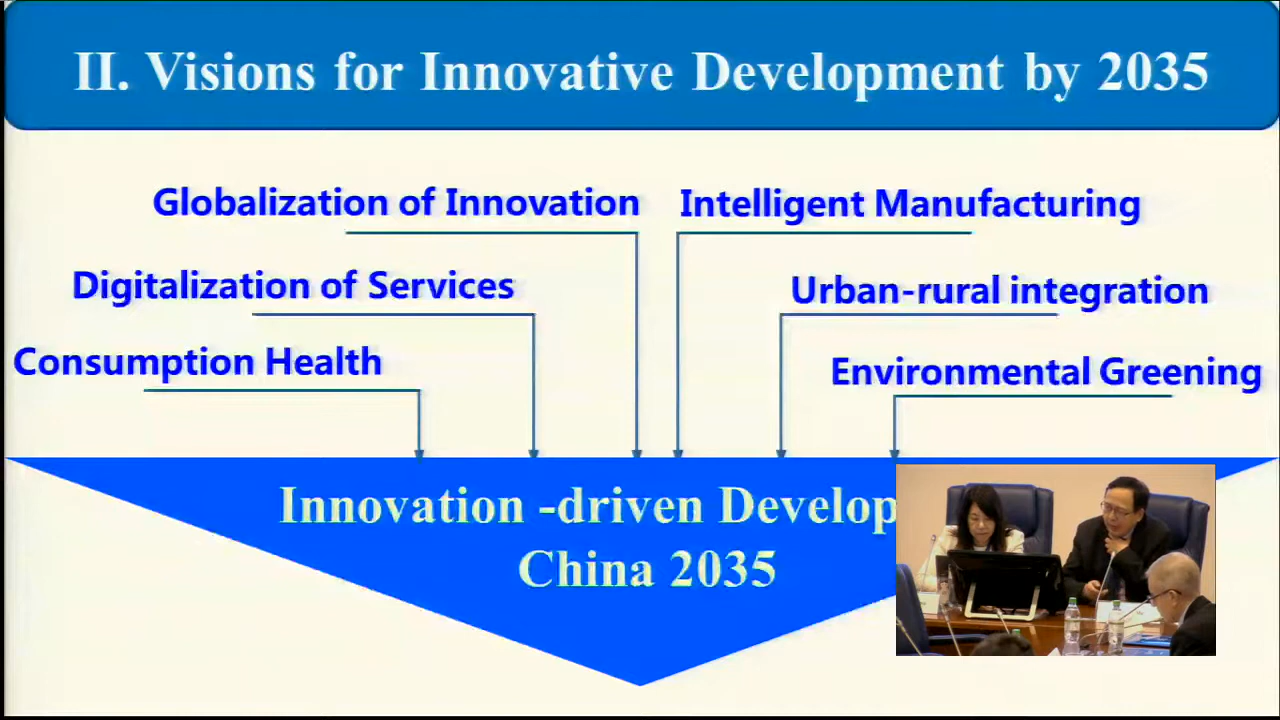 II. Visions for Innovative Development by 2035
Globalization of Innovation
Intelligent Manufacturing
Digitalization of Services
Urban-rural integration
Consumption Health
Environmental Greening
Innovation -driven Develop
China 2035